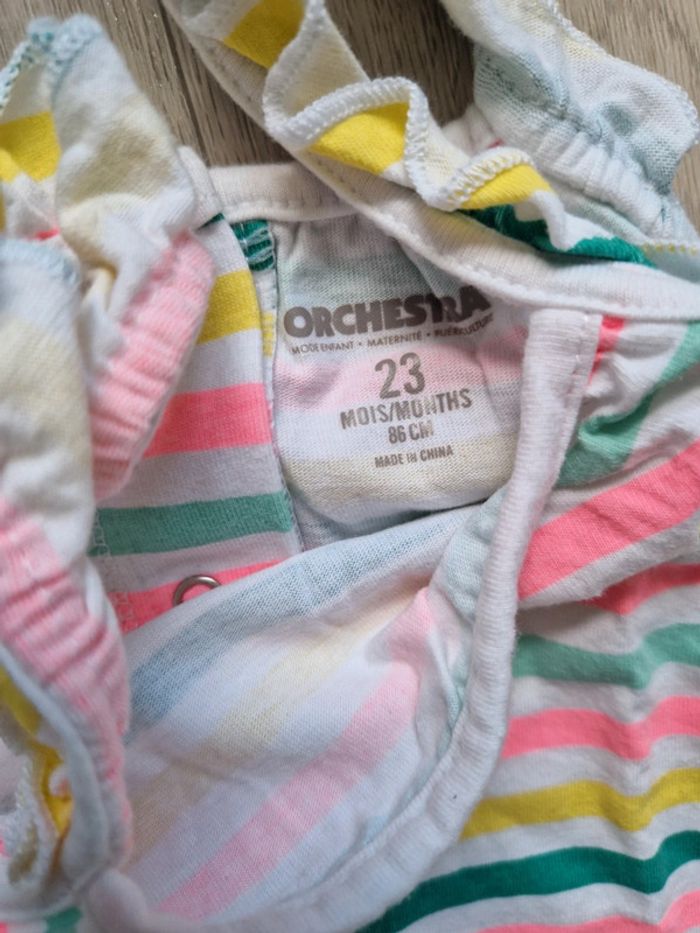 ORCHESTRA
MODE ENFANT • MATERNITÉ • PUÉRICULTURE
23
MOIS/MONTHS
86 CM
MADE IN CHINA